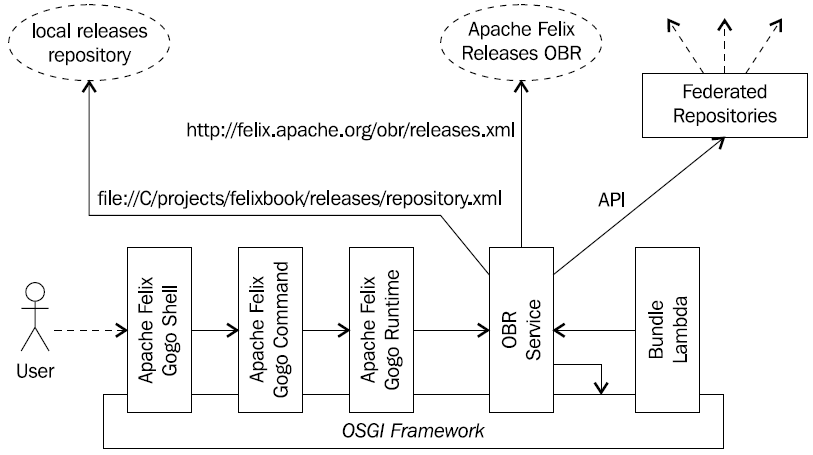 local releases
repository
Apache Felix
Releases OBR
Federated
Repositories
http://felix.apache.org/obr/releases.xml
file://C/projects/felixbook/releases/repository.xml
API
User
Apache Felix
Gogo Shell
Apache Felix
Gogo Command
Apache Felix
Gogo Runtime
OBR
Service
Bundle
Lambda
OSGI Framework